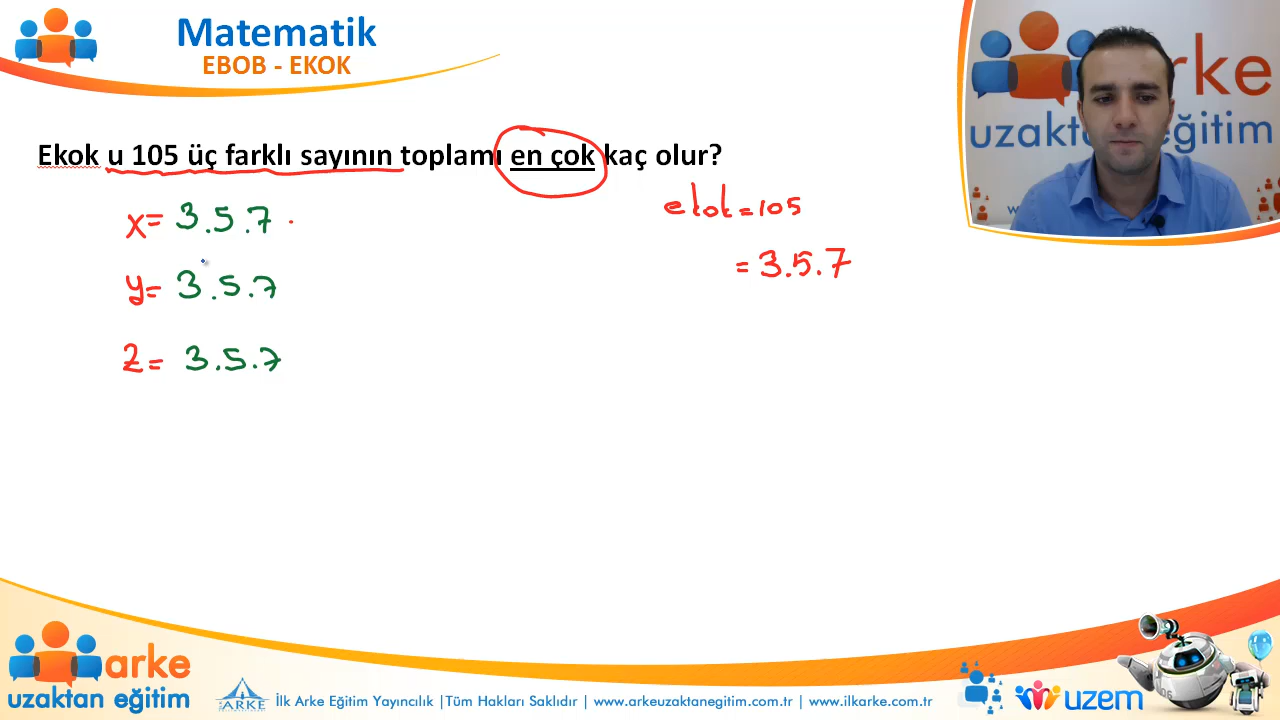 Matematik
EBOB - EKOK
arke
uzaktan eğitim
Ekok u 105 üç farklı sayının toplamı en çok kaç olur?
ekok=105
= 3.5.7
x= 3.5.7 .
y= 3.5.7
z= 3.5.7
arke
uzaktan eğitim
ARKE
İlk Arke Eğitim Yayıncılık |Tüm Hakları Saklıdır | www.arkeuzaktanegitim.com.tr | www.ilkarke.com.tr
uzem